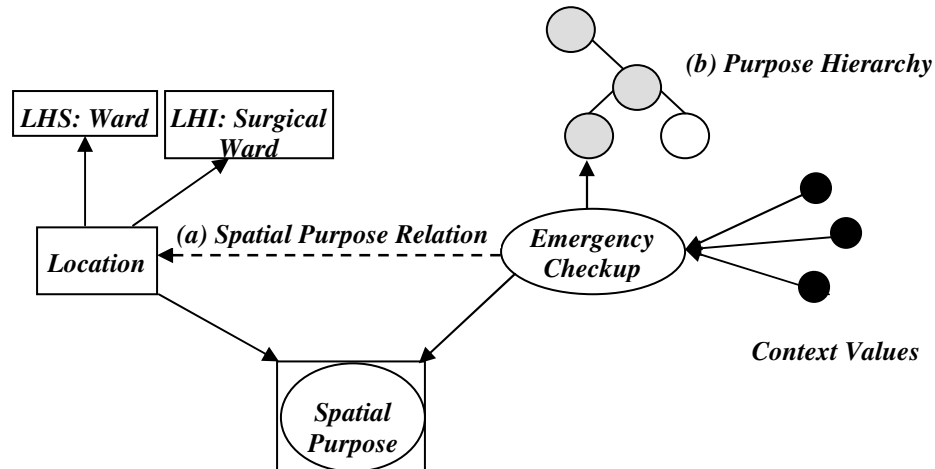 (b) Purpose Hierarchy
LHS: Ward
LHI: Surgical
Ward
(a) Spatial Purpose Relation
Location
Emergency
Checkup
Context Values
Spatial
Purpose